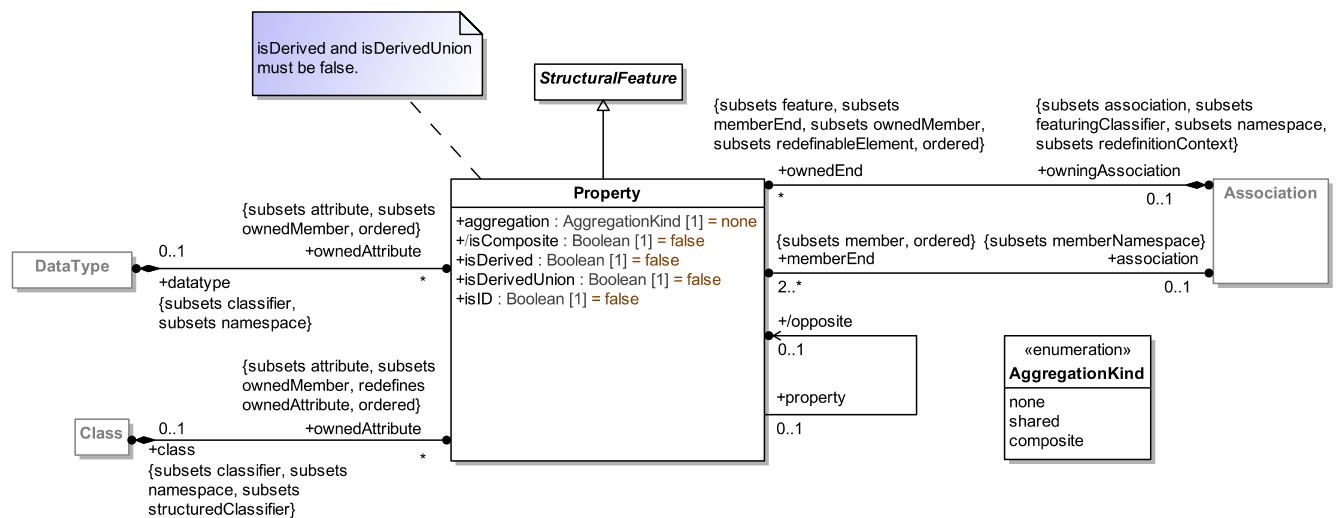 isDerived and isDerivedUnion
must be false.
StructuralFeature
{subsets feature, subsets
memberEnd, subsets ownedMember,
subsets redefinableElement, ordered}
{subsets association, subsets
featuringClassifier, subsets namespace,
subsets redefinitionContext}
+ownedEnd
+owningAssociation
*
0..1
Property
+aggregation : AggregationKind [1] = none
+/isComposite : Boolean [1] = false
+isDerived : Boolean [1] = false
+isDerivedUnion : Boolean [1] = false
+isID : Boolean [1] = false
Association
{subsets attribute, subsets
ownedMember, ordered}
0..1
+ownedAttribute
DataType
+datatype
*
{subsets classifier,
subsets namespace}
{subsets member, ordered}
{subsets memberNamespace}
+memberEnd
+association
2..*
0..1
+/opposite
0..1
+property
0..1
«enumeration»
AggregationKind
none
shared
composite
{subsets attribute, subsets
ownedMember, redefines
ownedAttribute, ordered}
0..1
+ownedAttribute
Class
+class
*
{subsets classifier, subsets
namespace, subsets
structuredClassifier}